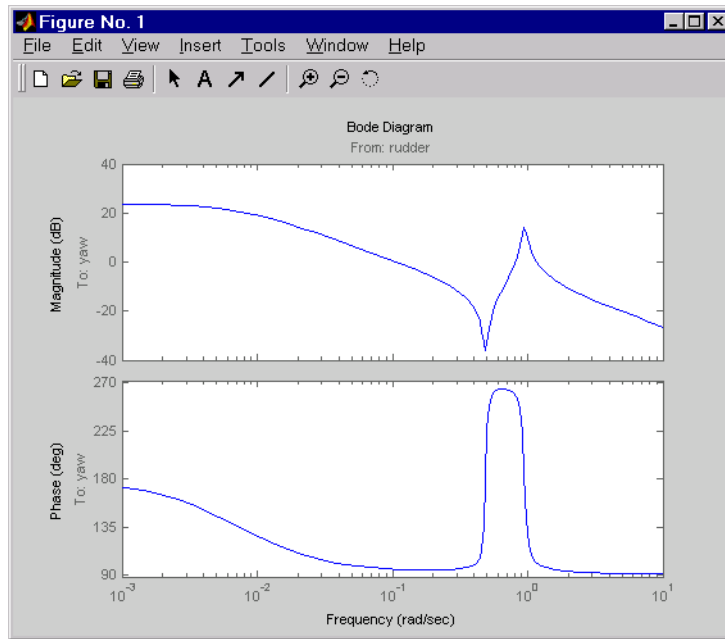 Figure No. 1
File Edit View Insert Tools Window Help
A
Bode Diagram
From: rudder
40
20
0
-20
-40
Magnitude (dB)
To: yaw
270
225
180
135
90
Phase (deg)
To: yaw
10^-3 10^-2 10^-1 10^0 10^1
Frequency (rad/sec)